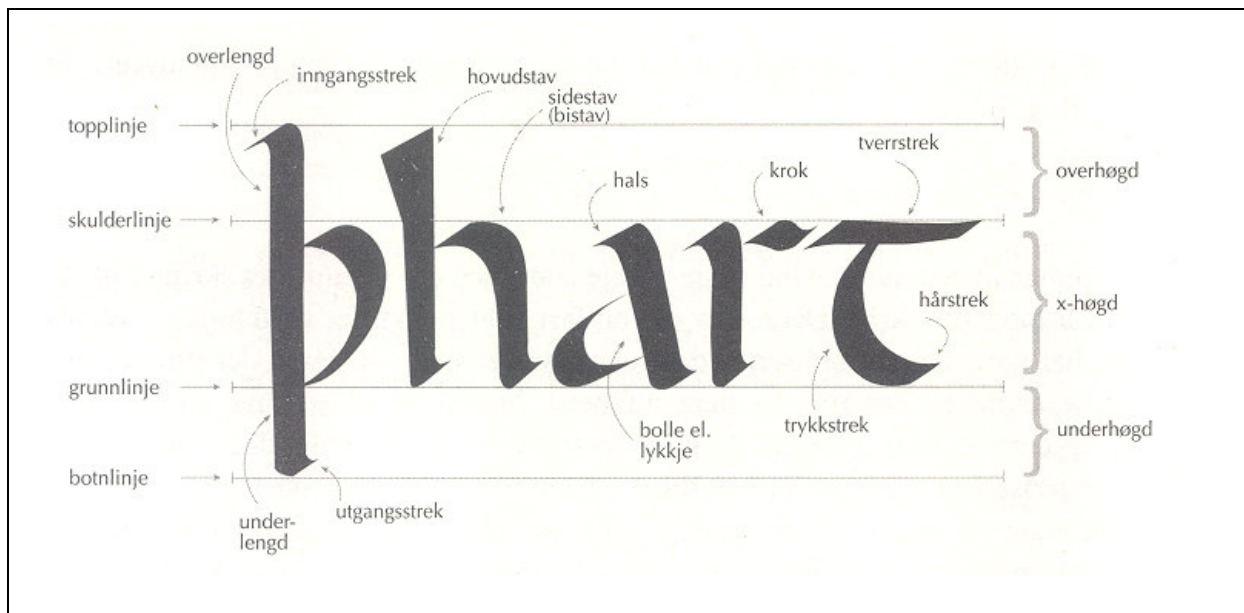 overlengd
inngangsstrek
hovudstav
sidestav
(bistav)
topplinje
tverrstrek
overhøgd
hals
krok
skulderlinje
þhart
x-høgd
hårstrek
grunnlinje
bolle el.
lykkje
trykkstrek
underhøgd
botnlinje
utgangsstrek
under-
lengd